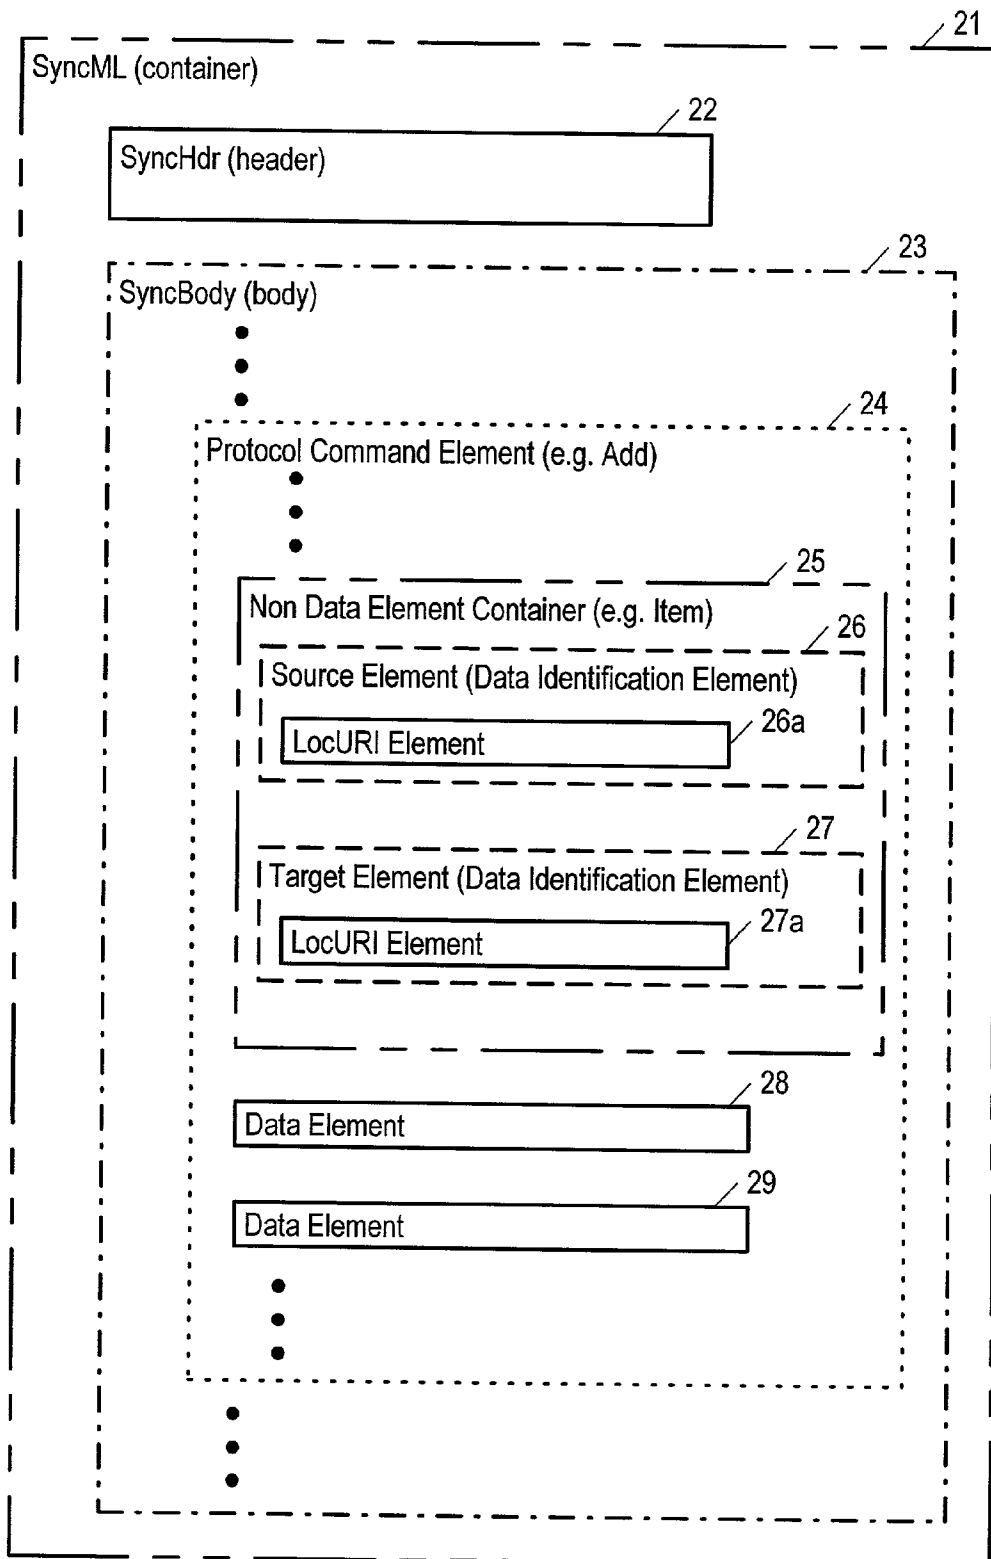 21
SyncML (container)
22
SyncHdr (header)
23
SyncBody (body)
24
Protocol Command Element (e.g. Add)
25
Non Data Element Container (e.g. Item)
26
Source Element (Data Identification Element)
26a
LocURI Element
27
Target Element (Data Identification Element)
27a
LocURI Element
28
Data Element
29
Data Element